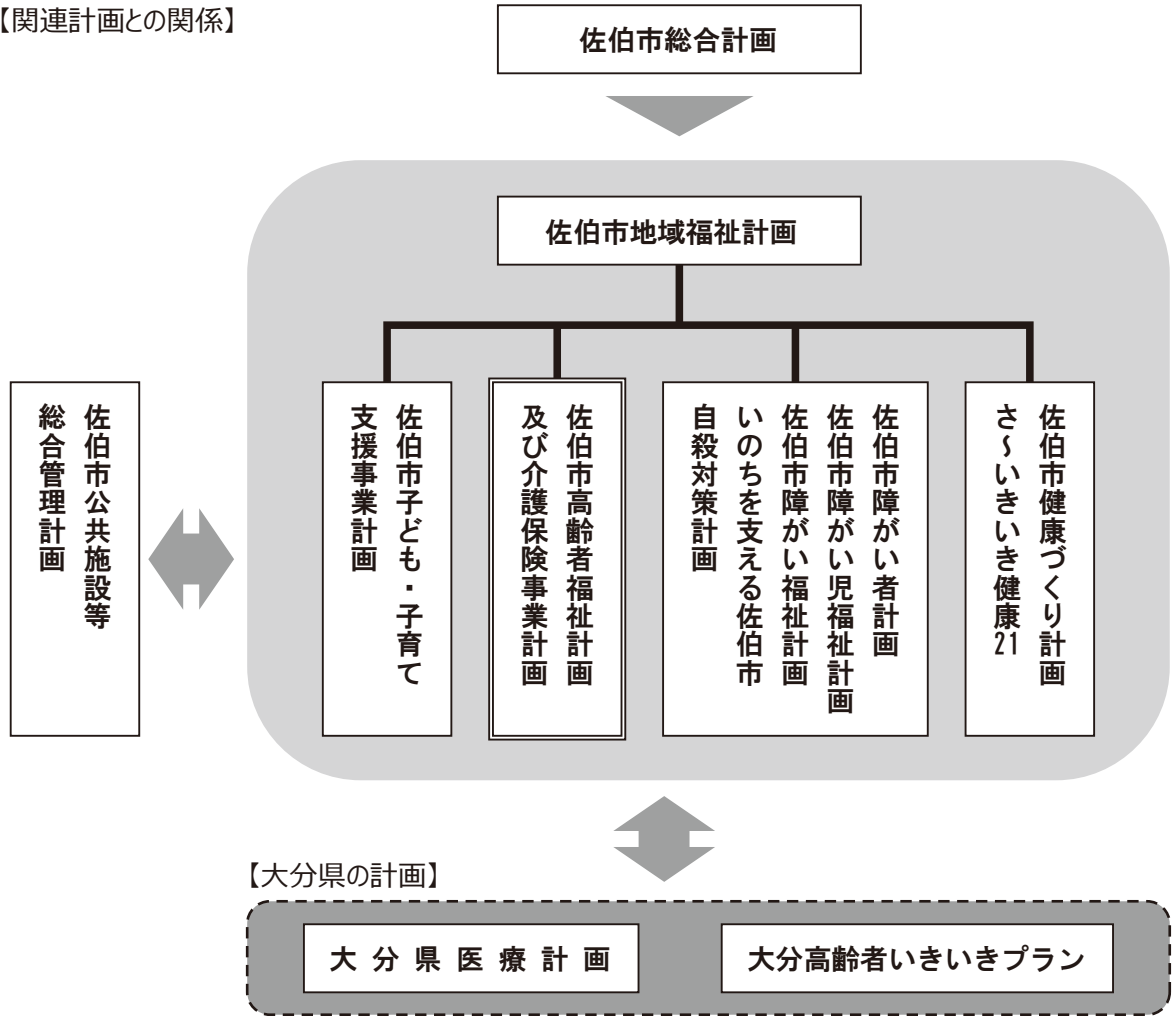 【関連計画との関係】
佐伯市総合計画
佐伯市地域福祉計画
佐伯市公共施設等
総合管理計画
佐伯市子ども・子育て
支援事業計画
佐伯市高齢者福祉計画
及び介護保険事業計画
佐伯市障がい者計画
佐伯市障がい児福祉計画
佐伯市障がい福祉計画
いのちを支える佐伯市
自殺対策計画
佐伯市健康づくり計画
さ～いきいき健康21
【大分県の計画】
大分県医療計画
大分高齢者いきいきプラン